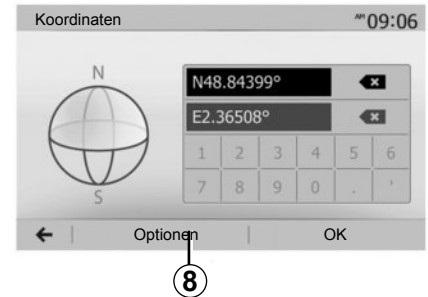 Koordinaten
AM 09:06
N
S
N48.84399°
E2.36508°
1 2 3 4 5 6
7 8 9 0 . '
Optionen
OK
8